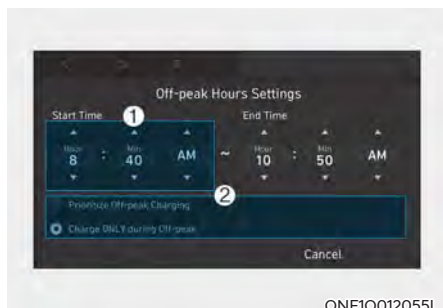 Off-peak Hours Settings
Start Time 1 End Time
Hour Min Hour Min
8 : 40 AM ~ 10 : 50 AM
2
Prioritize Off-peak Charging
Charge ONLY during Off-peak
Cancel